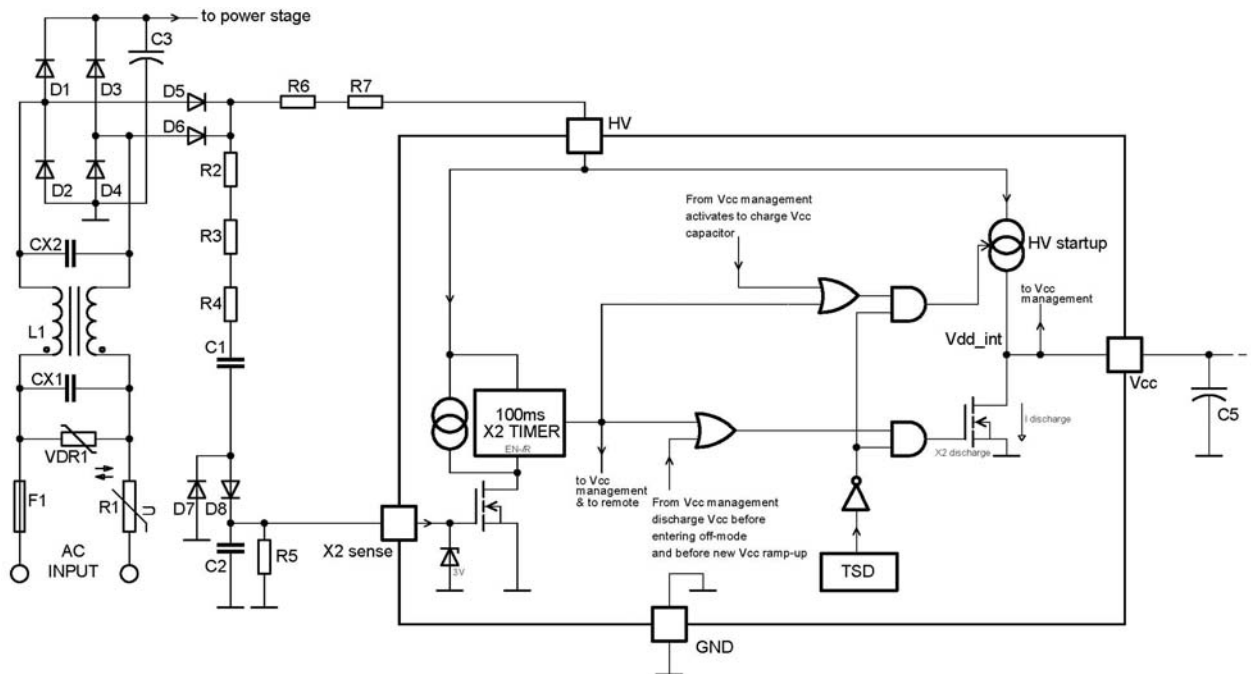 to power stage
C3
D1
D3
D5
D6
D2
D4
R6
R7
HV
R2
R3
R4
C1
CX2
L1
CX1
VDR1
F1
R1
U
AC
INPUT
D7
D8
C2
R5
X2 sense
3V
From Vcc management
activates to charge Vcc
capacitor
HV startup
to Vcc
management
Vdd_int
Vcc
C5
100ms
X2 TIMER
EN-/R
I discharge
X2 discharge
to Vcc
management
& to remote
From Vcc management
discharge Vcc before
entering off-mode
and before new Vcc ramp-up
TSD
GND